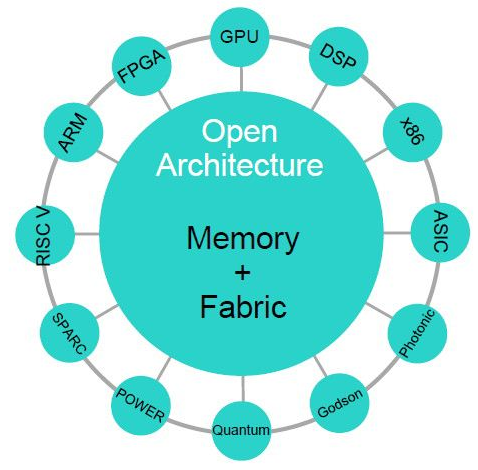 GPU
DSP
x86
ASIC
Photonic
Godson
Quantum
POWER
SPARC
RISC V
ARM
FPGA
Open
Architecture
Memory
+
Fabric